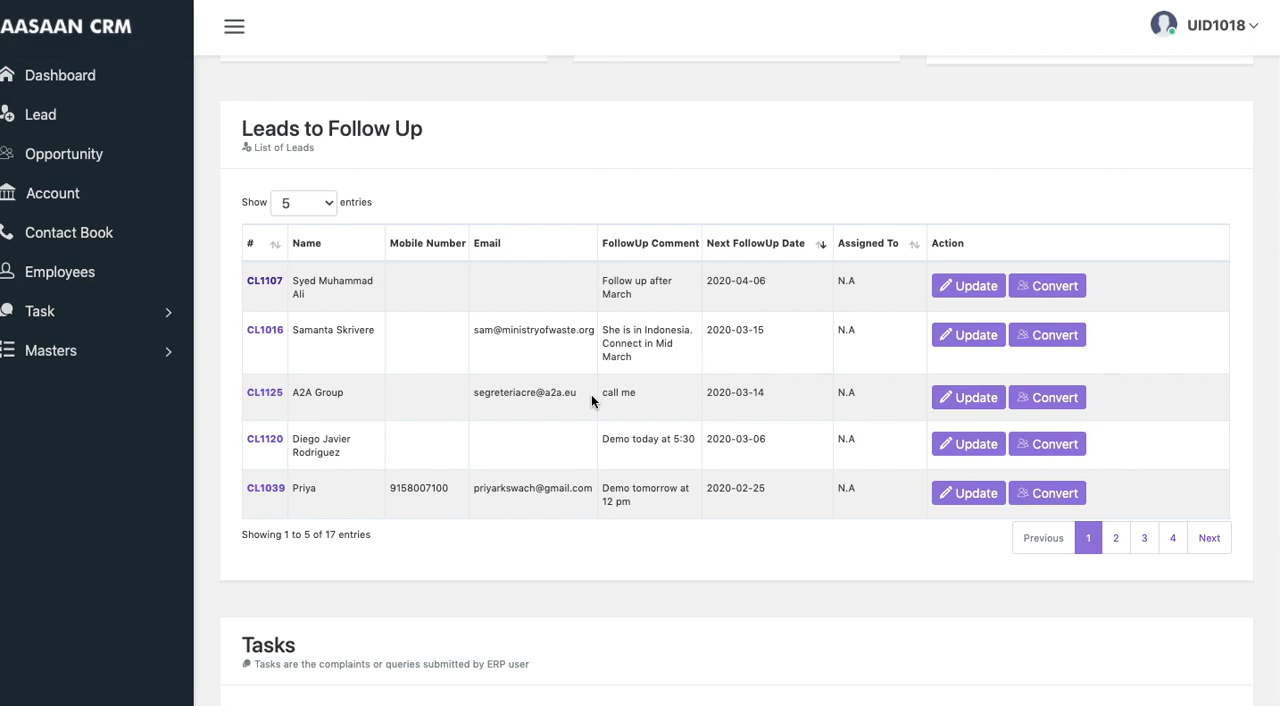 AASAAN CRM
UID1018
Dashboard
Lead
Opportunity
Account
Contact Book
Employees
Task
Masters
Leads to Follow Up
List of Leads
Show 5 entries
# Name Mobile Number Email FollowUp Comment Next FollowUp Date Assigned To Action
CL1107 Syed Muhammad Follow up after 2020-04-06 N.A Update Convert
Ali March
CL1016 Samanta Skrivere sam@ministryofwaste.org She is in Indonesia. 2020-03-15 N.A Update Convert
Connect in Mid
March
CL1125 A2A Group segreteriacre@a2a.eu call me 2020-03-14 N.A Update Convert
CL1120 Diego Javier Demo today at 5:30 2020-03-06 N.A Update Convert
Rodriguez
CL1039 Priya 9158007100 priyarkswach@gmail.com Demo tomorrow at 2020-02-25 N.A Update Convert
12 pm
Showing 1 to 5 of 17 entries
Previous 1 2 3 4 Next
Tasks
Tasks are the complaints or queries submitted by ERP user